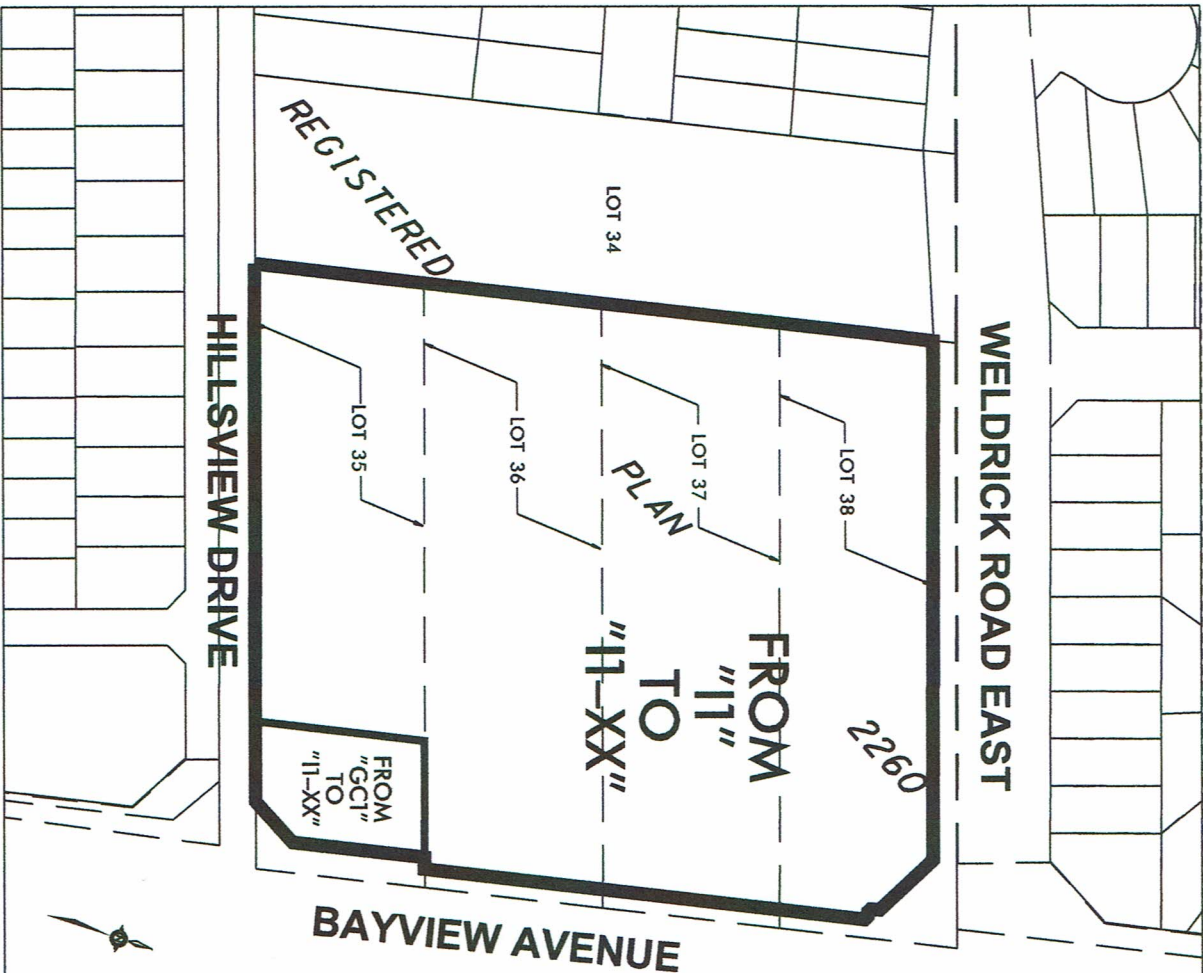 WELDRICK ROAD EAST
REGISTERED
PLAN
2260
LOT 34
LOT 38
LOT 37
LOT 36
LOT 35
FROM
"I1"
TO
"I1-XX"
FROM
"GC1"
TO
"I1-XX"
HILLSVIEW DRIVE
BAYVIEW AVENUE